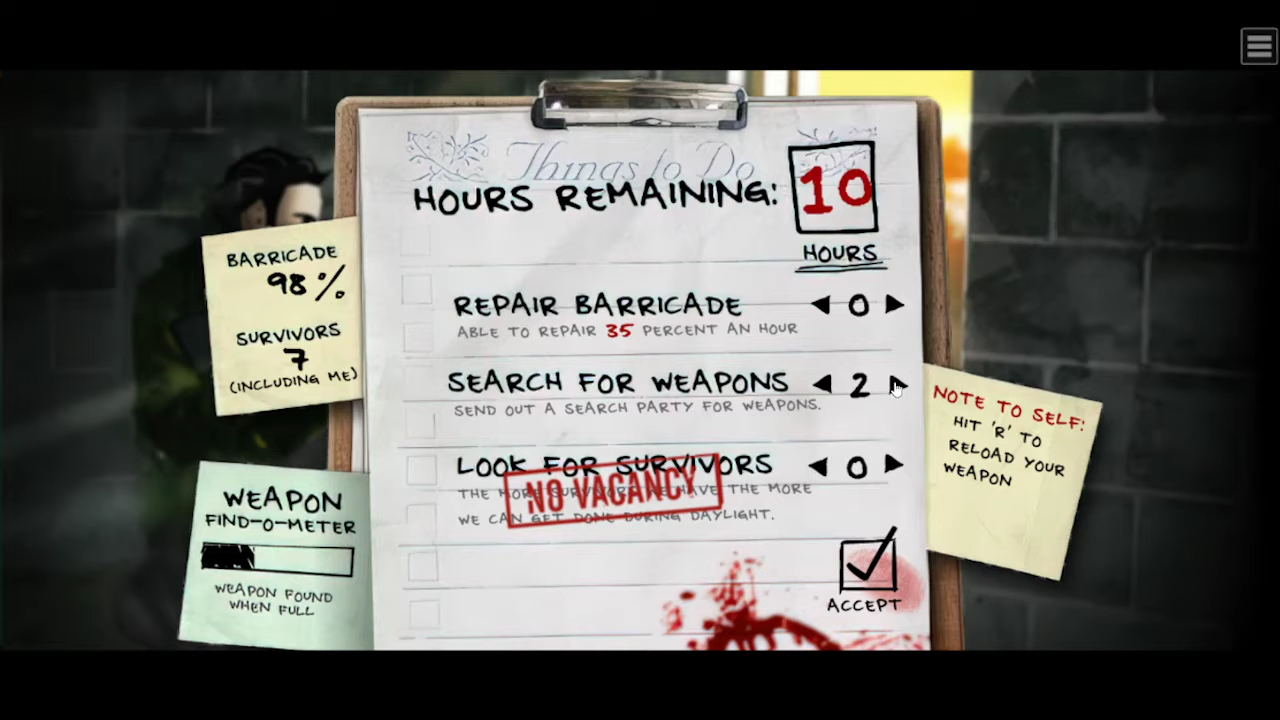 Things to Do
HOURS REMAINING: 10
HOURS
BARRICADE
98%
SURVIVORS
7
(INCLUDING ME)
REPAIR BARRICADE 0
ABLE TO REPAIR 35 PERCENT AN HOUR
SEARCH FOR WEAPONS 2
SEND OUT A SEARCH PARTY FOR WEAPONS.
NOTE TO SELF:
HIT 'R' TO
RELOAD YOUR
WEAPON
LOOK FOR SURVIVORS 0
THE MORE SURVIVORS WE HAVE THE MORE
WE CAN GET DONE DURING DAYLIGHT.
NO VACANCY
WEAPON
FIND-O-METER
WEAPON FOUND
WHEN FULL
ACCEPT